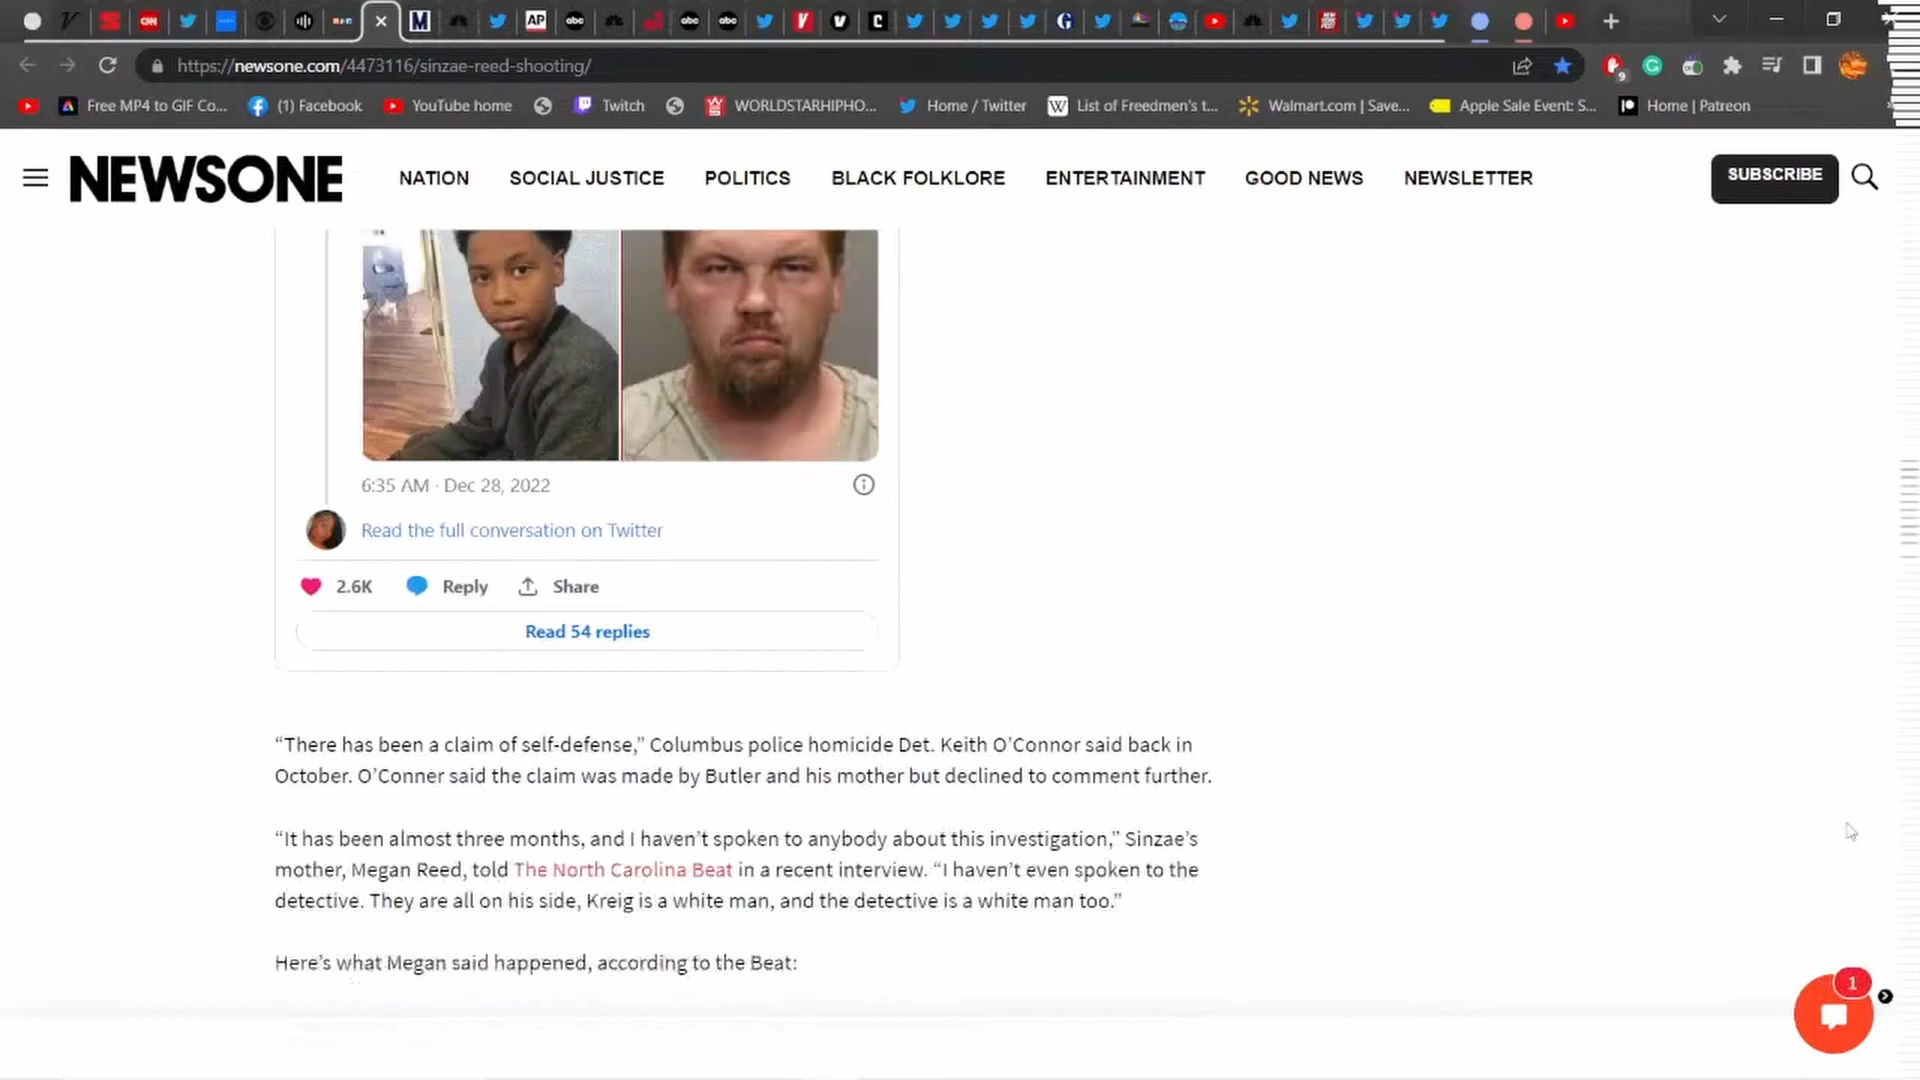 CNN
AP
abc
abc
abc
https://newsone.com/4473116/sinzae-reed-shooting/
9
Free MP4 to GIF Co...
(1) Facebook
YouTube home
Twitch
WORLDSTARHIPHO...
Home / Twitter
W
List of Freedmen's t...
Walmart.com | Save...
Apple Sale Event: S...
Home | Patreon
NEWSONE
NATION
SOCIAL JUSTICE
POLITICS
BLACK FOLKLORE
ENTERTAINMENT
GOOD NEWS
NEWSLETTER
SUBSCRIBE
6:35 AM · Dec 28, 2022
Read the full conversation on Twitter
2.6K
Reply
Share
Read 54 replies
“There has been a claim of self-defense,” Columbus police homicide Det. Keith O’Connor said back in
October. O’Conner said the claim was made by Butler and his mother but declined to comment further.
“It has been almost three months, and I haven’t spoken to anybody about this investigation,” Sinzae’s
mother, Megan Reed, told The North Carolina Beat in a recent interview. “I haven’t even spoken to the
detective. They are all on his side, Kreig is a white man, and the detective is a white man too.”
Here’s what Megan said happened, according to the Beat:
1